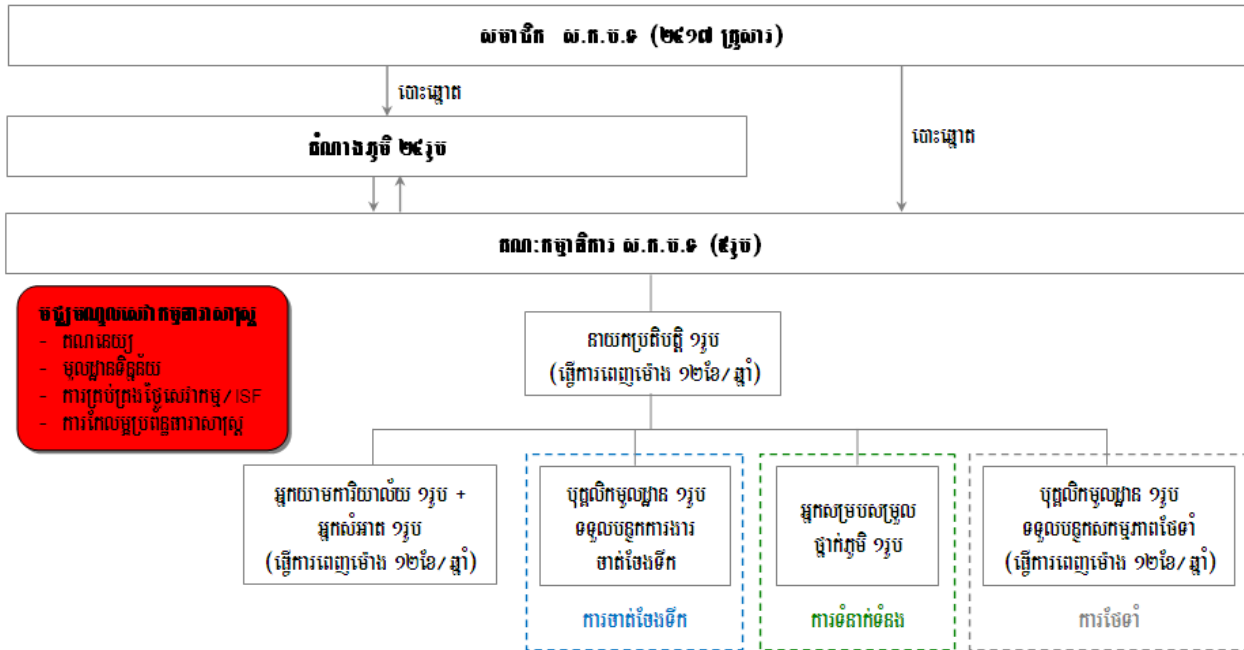 សមាជិក ស.ក.ប.ទ (២៤១៧ គ្រួសារ)
បោះឆ្នោត
បោះឆ្នោត
តំណាងភូមិ ២៤រូប
គណៈកម្មាធិការ ស.ក.ប.ទ (៥រូប)
មជ្ឈមណ្ឌលសេវាកម្មធារាសាស្ត្រ
- គណនេយ្យ
- មូលដ្ឋានទិន្នន័យ
- ការគ្រប់គ្រងថ្លៃសេវាកម្ម/ISF
- ការកែលម្អប្រព័ន្ធធារាសាស្ត្រ
នាយកប្រតិបត្តិ ១រូប
(ធ្វើការពេញម៉ោង ១២ខែ/ឆ្នាំ)
អ្នកយាមការិយាល័យ ១រូប +
អ្នកសំអាត ១រូប
(ធ្វើការពេញម៉ោង ១២ខែ/ឆ្នាំ)
បុគ្គលិកមូលដ្ឋាន ១រូប
ទទួលបន្ទុកការងារ
ចាត់ចែងទឹក
ការចាត់ចែងទឹក
អ្នកសម្របសម្រួល
ថ្នាក់ភូមិ ១រូប
ការទំនាក់ទំនង
បុគ្គលិកមូលដ្ឋាន ១រូប
ទទួលបន្ទុកសកម្មភាពថែទាំ
(ធ្វើការពេញម៉ោង ១២ខែ/ឆ្នាំ)
ការថែទាំ